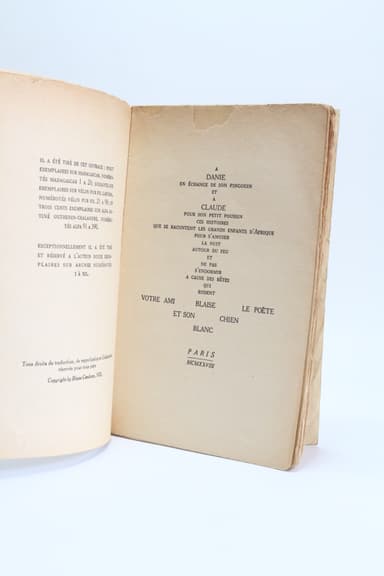 IL A ÉTÉ TIRÉ DE CET OUVRAGE : VINGT
EXEMPLAIRES SUR MADAGASCAR, NUMÉRO-
TÉS MADAGASCAR 1 A 20; SOIXANTE-DIX
EXEMPLAIRES SUR VÉLIN PUR FIL LAFUMA,
NUMÉROTÉS VÉLIN PUR FIL 21 A 90; ET
TROIS CENTS EXEMPLAIRES SUR ALFA SA-
TINÉ OUTHENIN-CHALANDRE, NUMÉRO-
TÉS ALFA 91 A 390.
EXCEPTIONNELLEMENT IL A ÉTÉ TIRÉ
ET RÉSERVÉ A L'AUTEUR DOUZE EXEM-
PLAIRES SUR ARCHES NUMÉROTÉS
I A XII.
Tous droits de traduction, de reproduction et d'adaptation
réservés pour tous pays
Copyright by Blaise Cendrars, 1928.
A
DANIE
EN ÉCHANGE DE SON PINGOUIN
ET A
CLAUDE
POUR SON PETIT POUSSIN
CES HISTOIRES
QUE SE RACONTENT LES GRANDS ENFANTS D'AFRIQUE
POUR S'AMUSER
LA NUIT
AUTOUR DU FEU
ET
NE PAS
S'ENDORMIR
A CAUSE DES BÊTES
QUI
RODENT
VOTRE AMI BLAISE LE POÈTE
ET SON CHIEN
BLANC
PARIS
MCMXXVIII